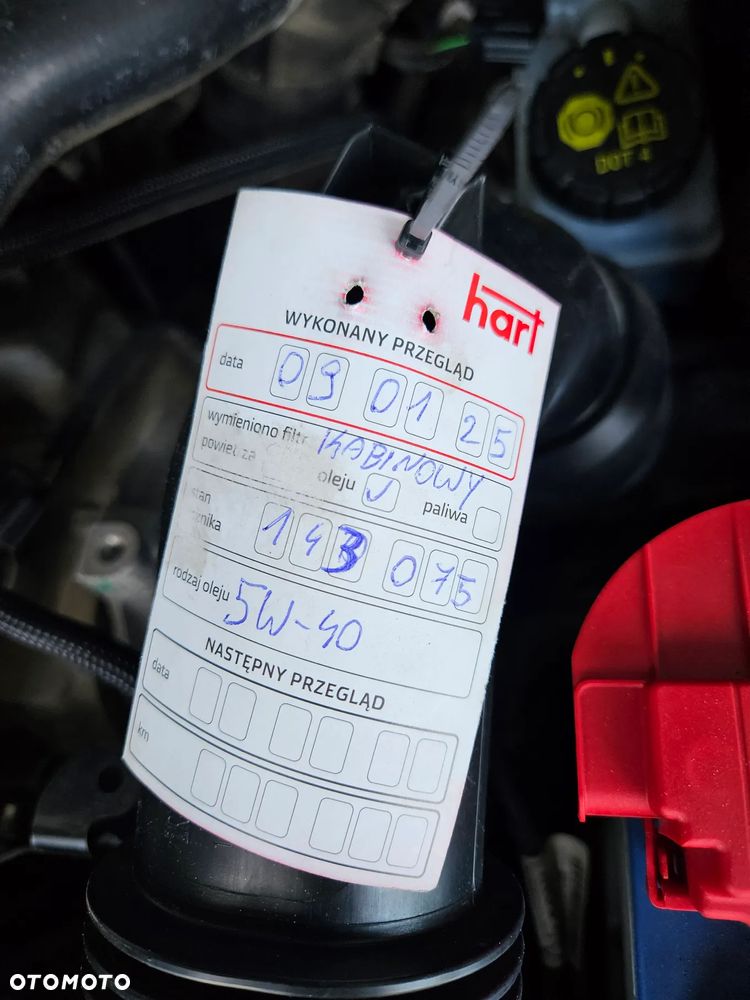 DOT 4
hart
WYKONANY PRZEGLĄD
data 09 01 25
wymieniono filtr KABINOWY
oleju ✓ paliwa
143 075
rodzaj oleju 5W-40
NASTĘPNY PRZEGLĄD
data
km
OTOMOTO